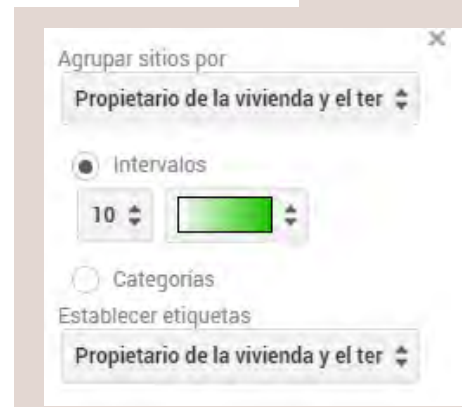 Agrupar sitios por
Propietario de la vivienda y el ter
Intervalos
10
Categorías
Establecer etiquetas
Propietario de la vivienda y el ter